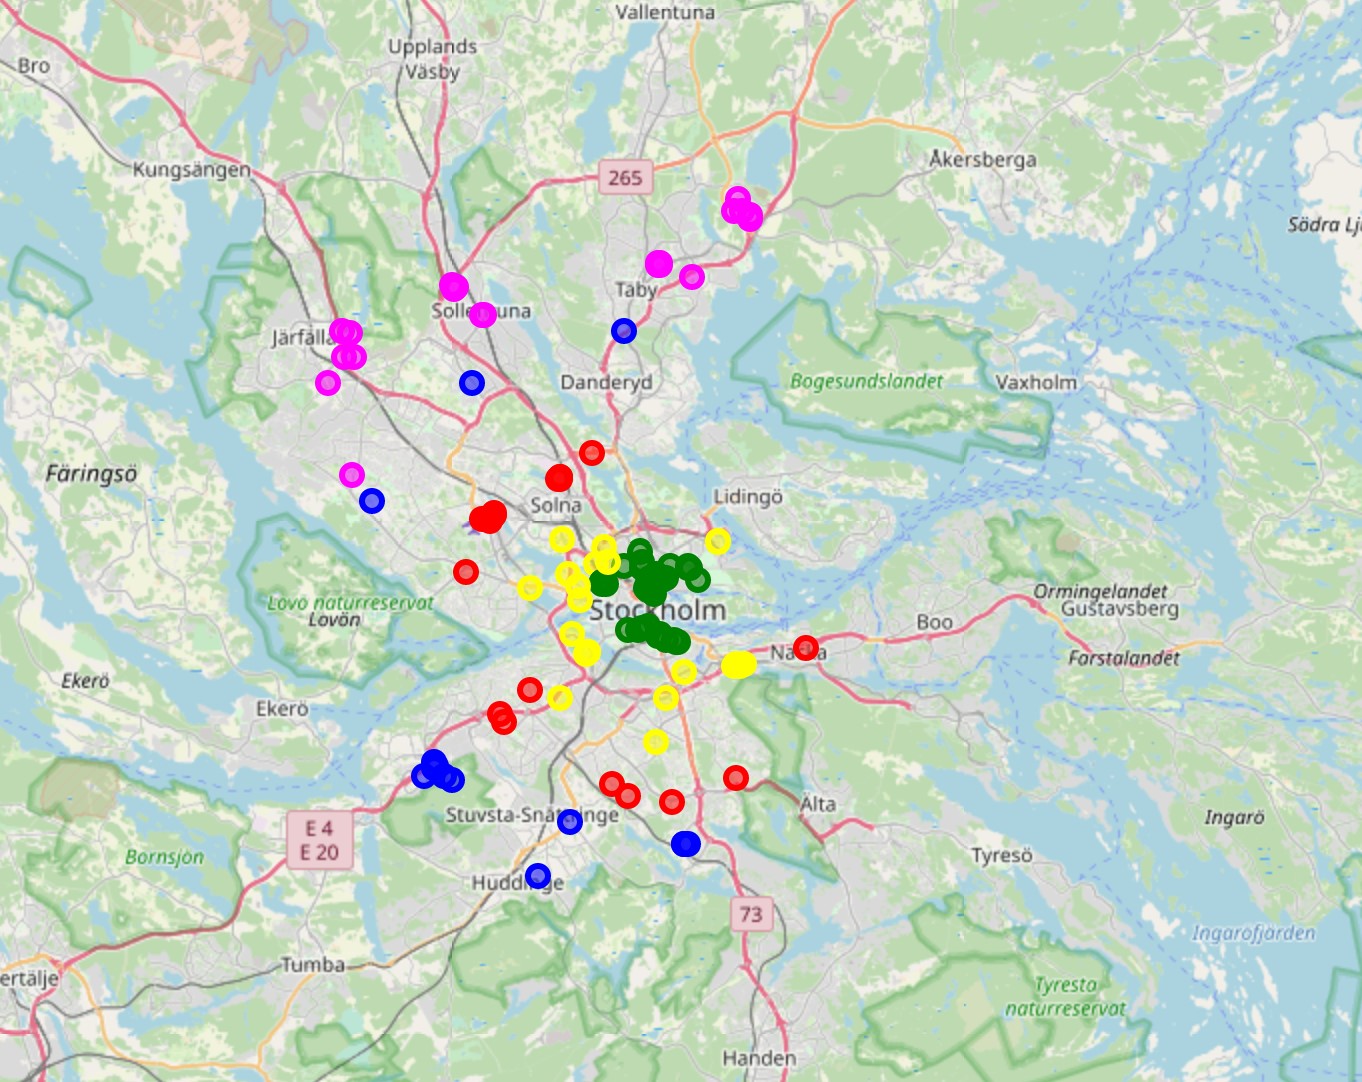 Vallentuna
Upplands
Väsby
Bro
Åkersberga
Kungsängen
265
Södra Lju
Täby
Sollentuna
Järfälla
Danderyd
Bogesundslandet
Vaxholm
Färingsö
Lidingö
Solna
Ormingelandet
Lovö naturreservat
Gustavsberg
Stockholm
Lovön
Boo
Nacka
Farstalandet
Ekerö
Ekerö
Älta
Stuvsta-Snättringe
Ingarö
E 4
E 20
Bornsjön
Tyresö
Huddinge
73
Ingaröfjärden
Tumba
ertälje
Tyresta
naturreservat
Handen